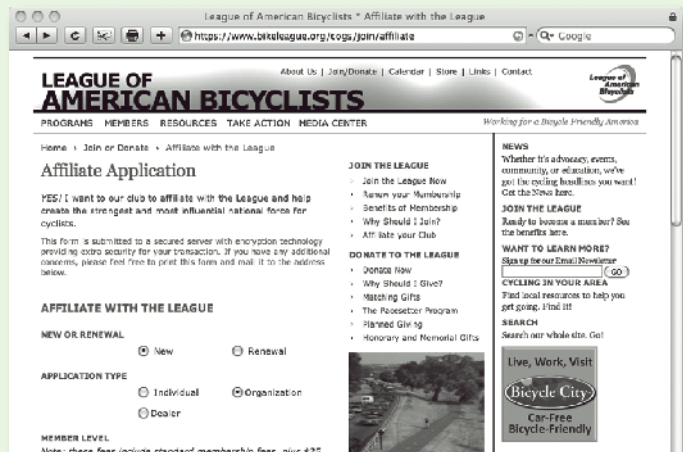 League of American Bicyclists * Affiliate with the League
https://www.bikeleague.org/cogs/join/affiliate
Google
LEAGUE OF
AMERICAN BICYCLISTS
About Us | Join/Donate | Calendar | Store | Links | Contact
League of
American
Bicyclists
PROGRAMS MEMBERS RESOURCES TAKE ACTION MEDIA CENTER
Working for a Bicycle Friendly America
Home › Join or Donate › Affiliate with the League
Affiliate Application
YES! I want to our club to affiliate with the League and help
create the strongest and most influential national force for
cyclists.
This form is submitted to a secured server with encryption technology
providing extra security for your transaction. If you have any additional
concerns, please feel free to print this form and mail it to the address
below.
AFFILIATE WITH THE LEAGUE
NEW OR RENEWAL
New Renewal
APPLICATION TYPE
Individual Organization
Dealer
MEMBER LEVEL
Note: these fees include standard membership fees, plus $25
JOIN THE LEAGUE
Join the League Now
Renew your Membership
Benefits of Membership
Why Should I Join?
Affiliate your Club
DONATE TO THE LEAGUE
Donate Now
Why Should I Give?
Matching Gifts
The Pacesetter Program
Planned Giving
Honorary and Memorial Gifts
NEWS
Whether it's advocacy, events,
community, or education, we've
got the cycling headlines you want!
Get the News here.
JOIN THE LEAGUE
Ready to become a member? See
the benefits here.
WANT TO LEARN MORE?
Sign up for our Email Newsletter
GO
CYCLING IN YOUR AREA
Find local resources to help you
get going. Find It!
SEARCH
Search our whole site. Go!
Live, Work, Visit
Bicycle City
Car-Free
Bicycle-Friendly